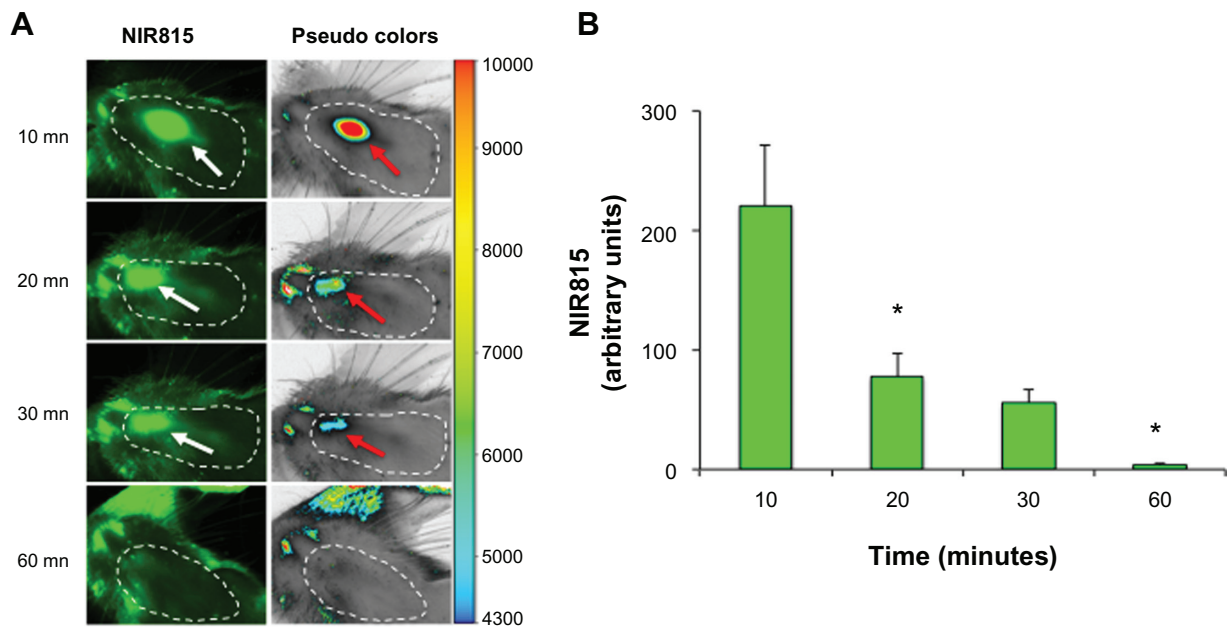 A
B
NIR815
Pseudo colors
10 mn
20 mn
30 mn
60 mn
10000
9000
8000
7000
6000
5000
4300
NIR815
(arbitrary units)
300
200
100
0
*
*
10
20
30
60
Time (minutes)